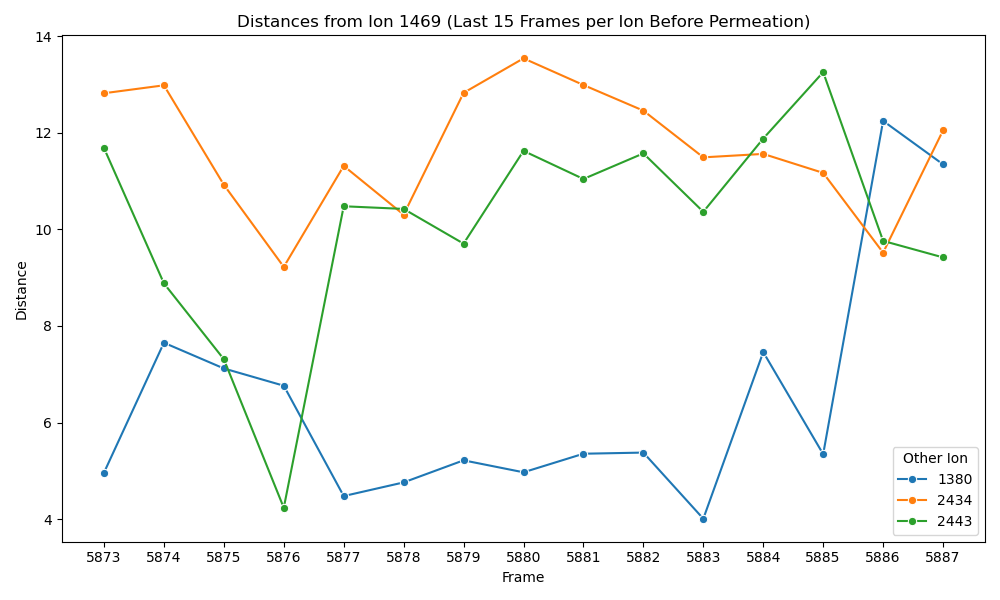 Distances from Ion 1469 (Last 15 Frames per Ion Before Permeation)
Distance
14
12
10
8
6
4
Other Ion
1380
2434
2443
5873 5874 5875 5876 5877 5878 5879 5880 5881 5882 5883 5884 5885 5886 5887
Frame